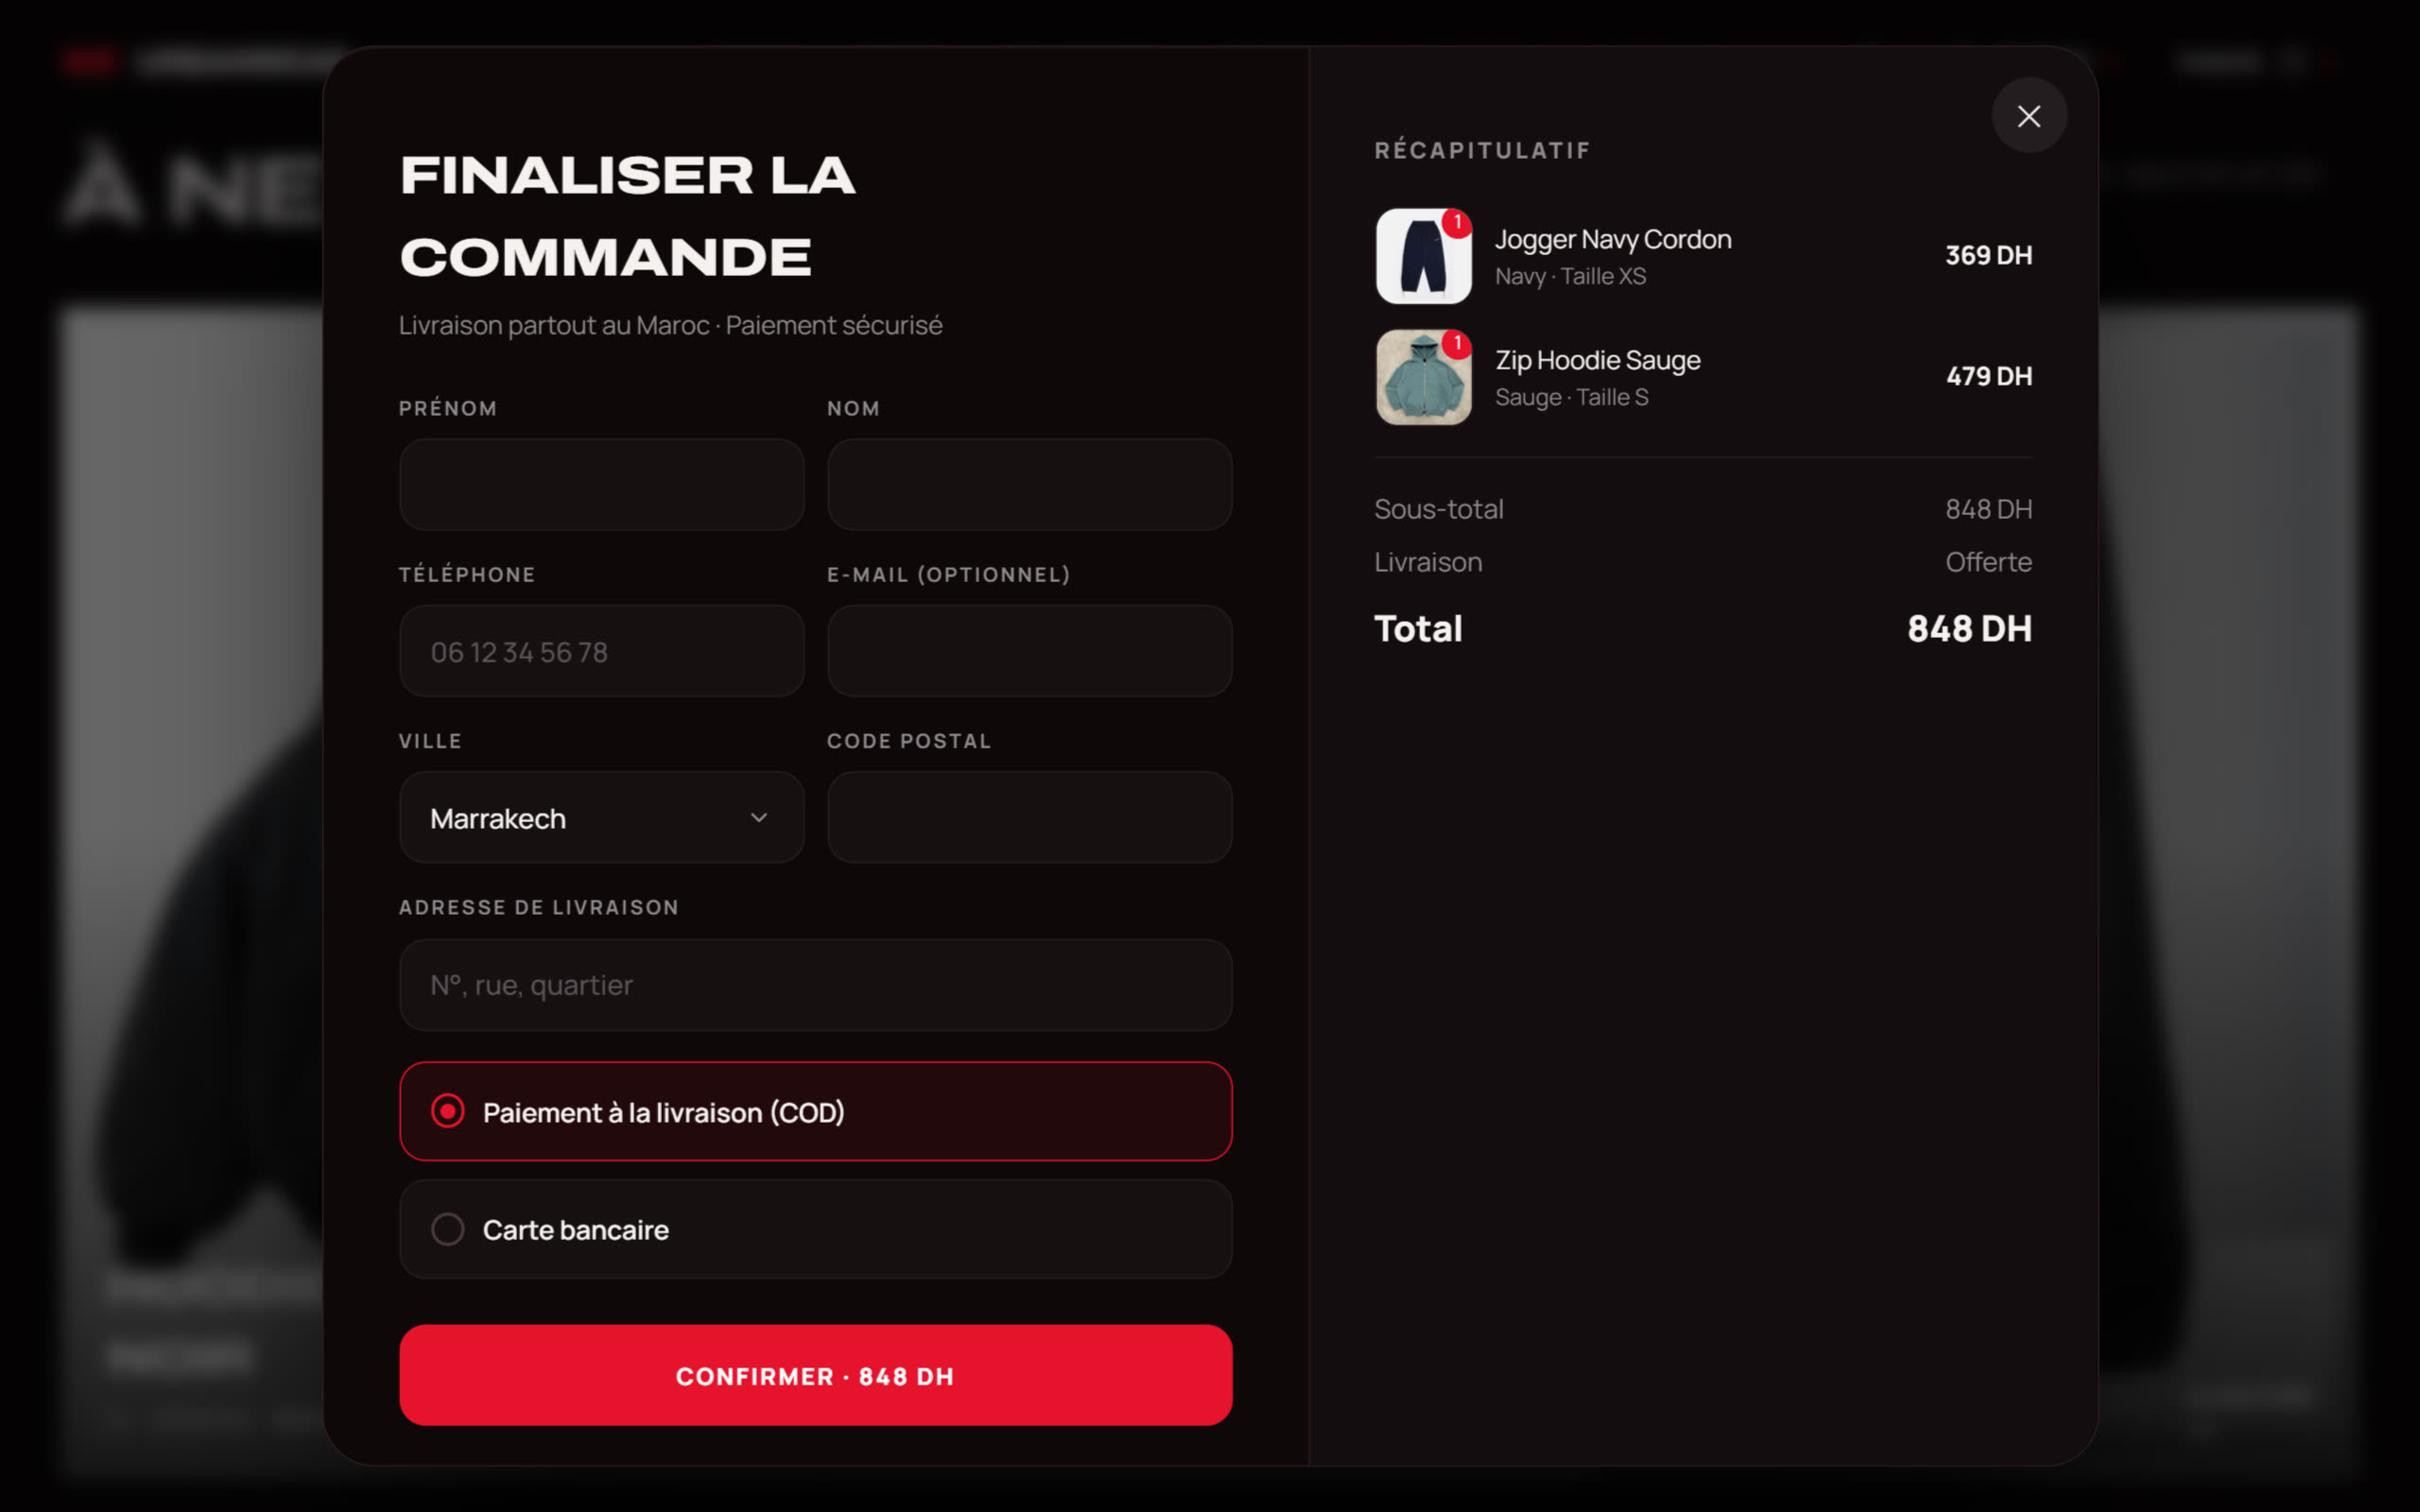 FINALISER LA
COMMANDE
Livraison partout au Maroc · Paiement sécurisé
PRÉNOM
NOM
TÉLÉPHONE
E-MAIL (OPTIONNEL)
06 12 34 56 78
VILLE
CODE POSTAL
Marrakech
ADRESSE DE LIVRAISON
N°, rue, quartier
Paiement à la livraison (COD)
Carte bancaire
CONFIRMER · 848 DH
RÉCAPITULATIF
1
Jogger Navy Cordon
Navy · Taille XS
369 DH
1
Zip Hoodie Sauge
Sauge · Taille S
479 DH
Sous-total 848 DH
Livraison Offerte
Total 848 DH
À NE